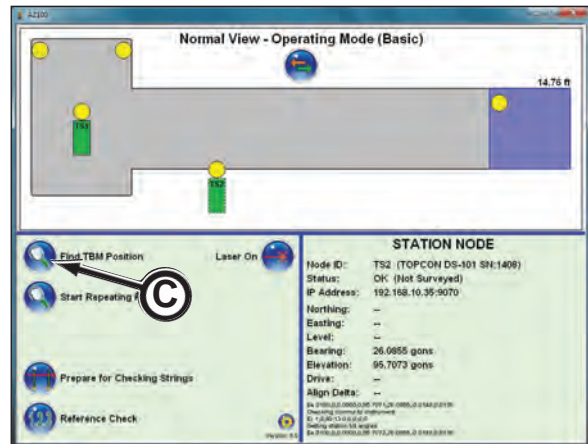 AZ100
Normal View - Operating Mode (Basic)
14.76 ft
TS1
TS2
Find TBM Position
Laser On
C
Start Repeating
Prepare for Checking Strings
Reference Check
STATION NODE
Node ID: TS2 (TOPCON DS-101 SN:1408)
Status: OK (Not Surveyed)
IP Address: 192.168.10.35:9070
Northing: --
Easting: --
Level: --
Bearing: 26.0855 gons
Elevation: 95.7073 gons
Drive: --
Align Delta: --